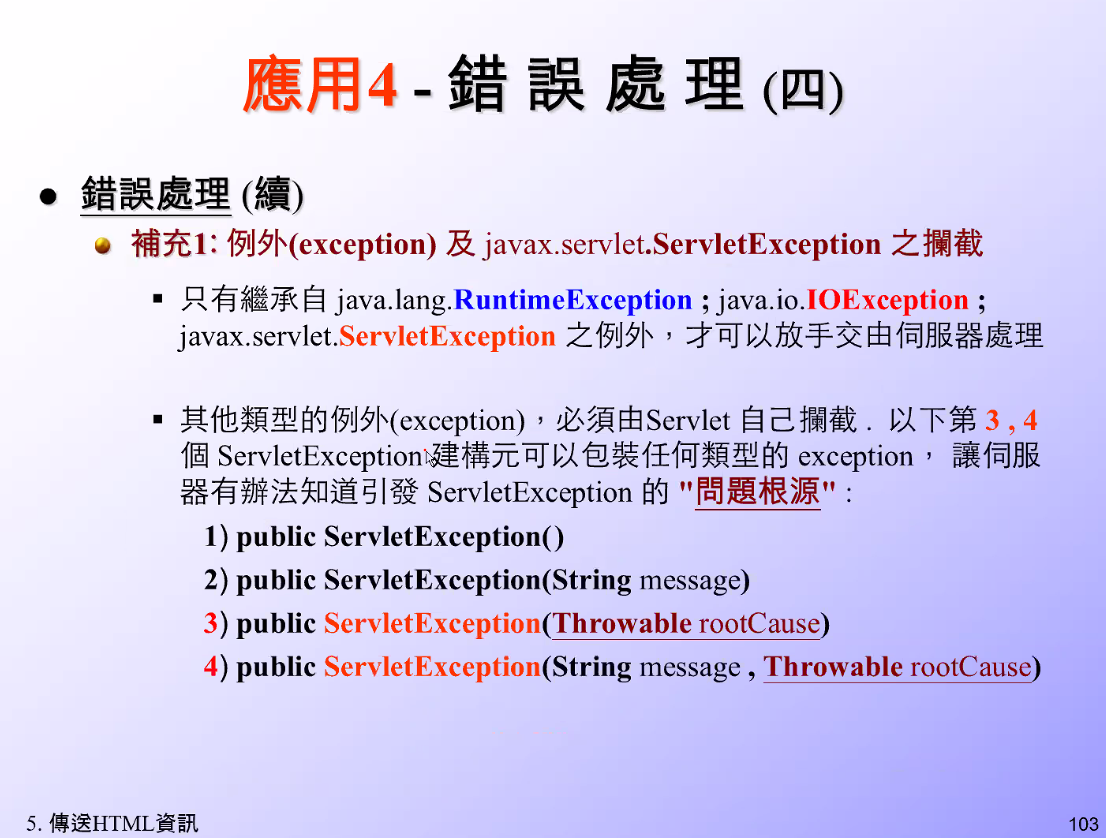 應用4 - 錯 誤 處 理 (四)
錯誤處理 (續)
補充1: 例外(exception) 及 javax.servlet.ServletException 之攔截
只有繼承自 java.lang.RuntimeException ; java.io.IOException ;
javax.servlet.ServletException 之例外，才可以放手交由伺服器處理
其他類型的例外(exception)，必須由Servlet 自己攔截 . 以下第 3 , 4
個 ServletException 建構元可以包裝任何類型的 exception， 讓伺服
器有辦法知道引發 ServletException 的 "問題根源" :
1) public ServletException()
2) public ServletException(String message)
3) public ServletException(Throwable rootCause)
4) public ServletException(String message , Throwable rootCause)
5. 傳送HTML資訊
103